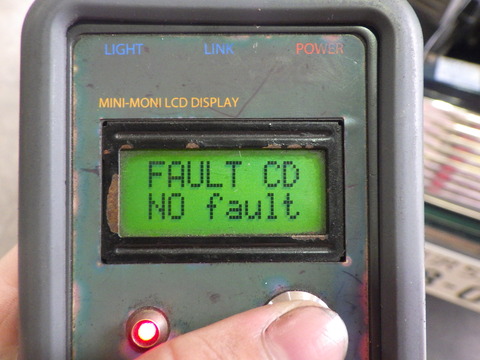 LIGHT LINK POWER
MINI-MONI LCD DISPLAY
FAULT CD
NO fault